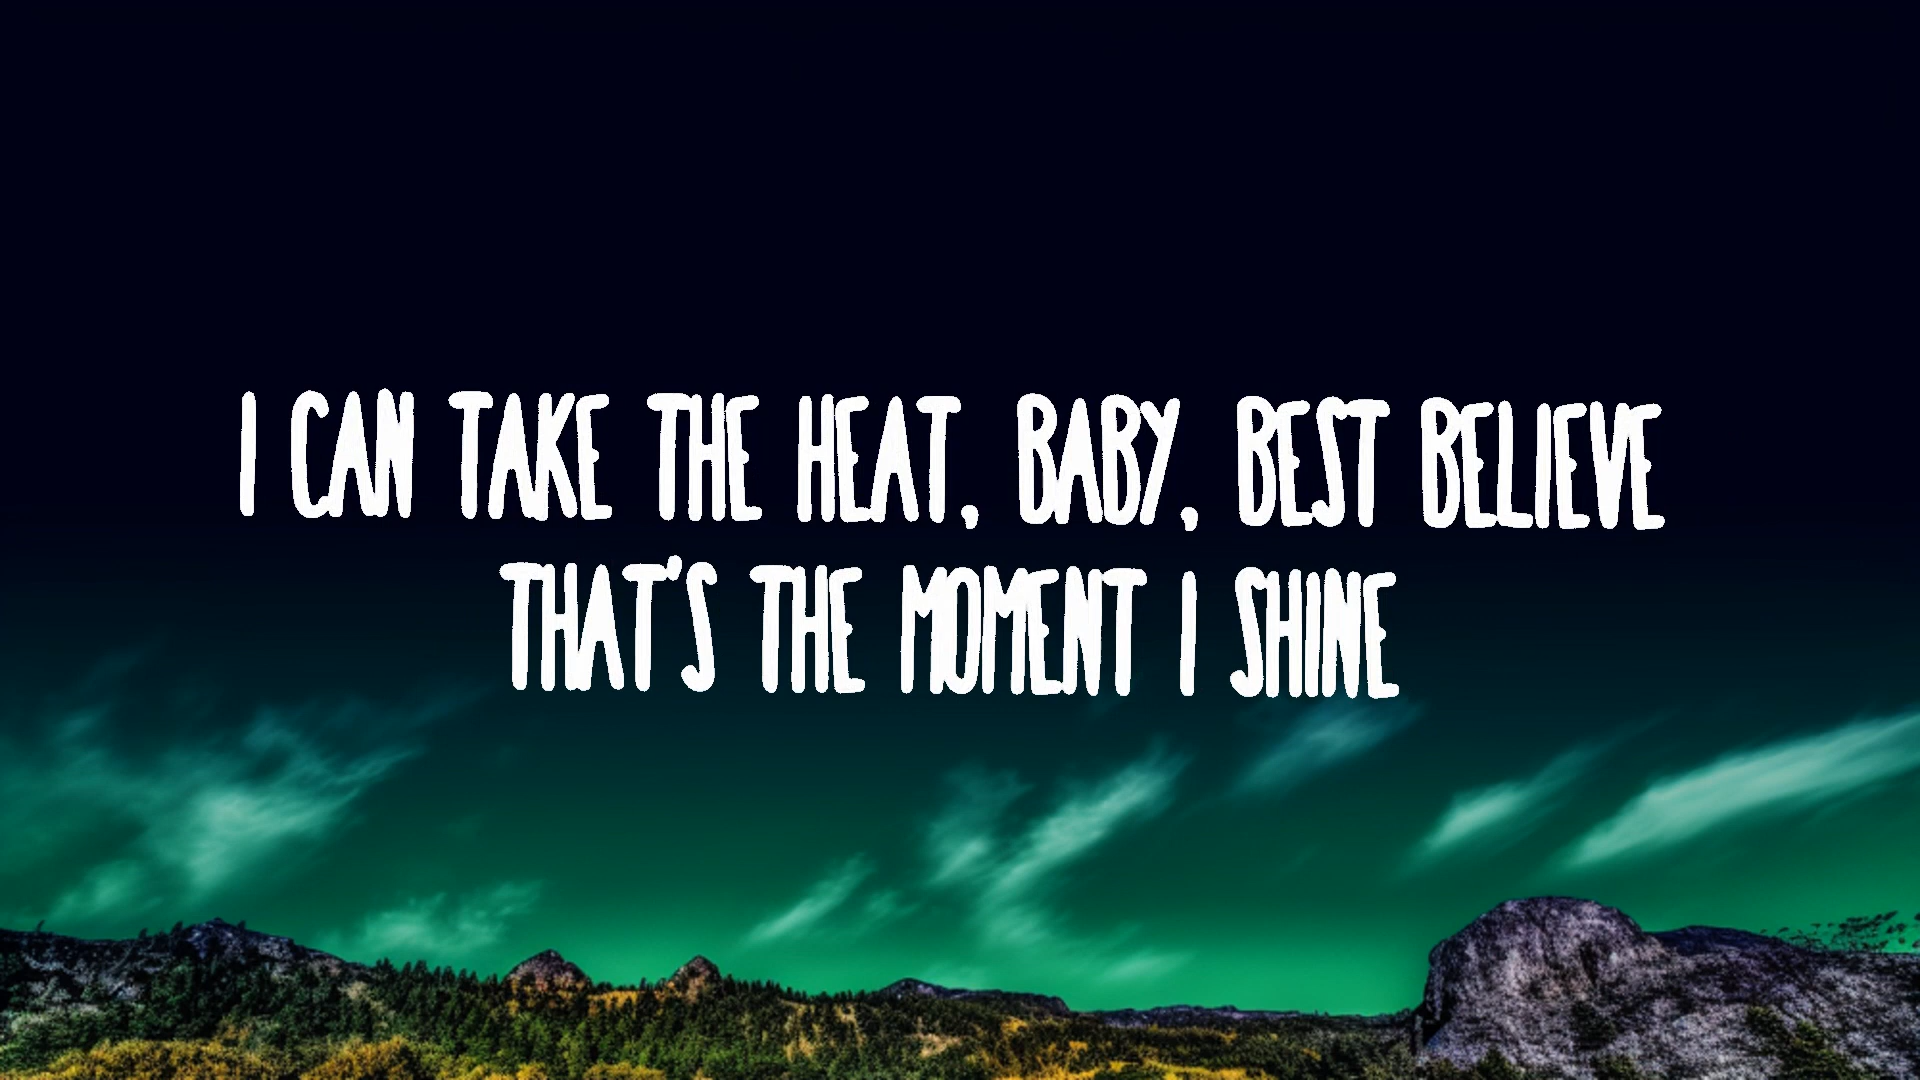 I CAN TAKE THE HEAT, BABY, BEST BELIEVE
THAT'S THE MOMENT I SHINE